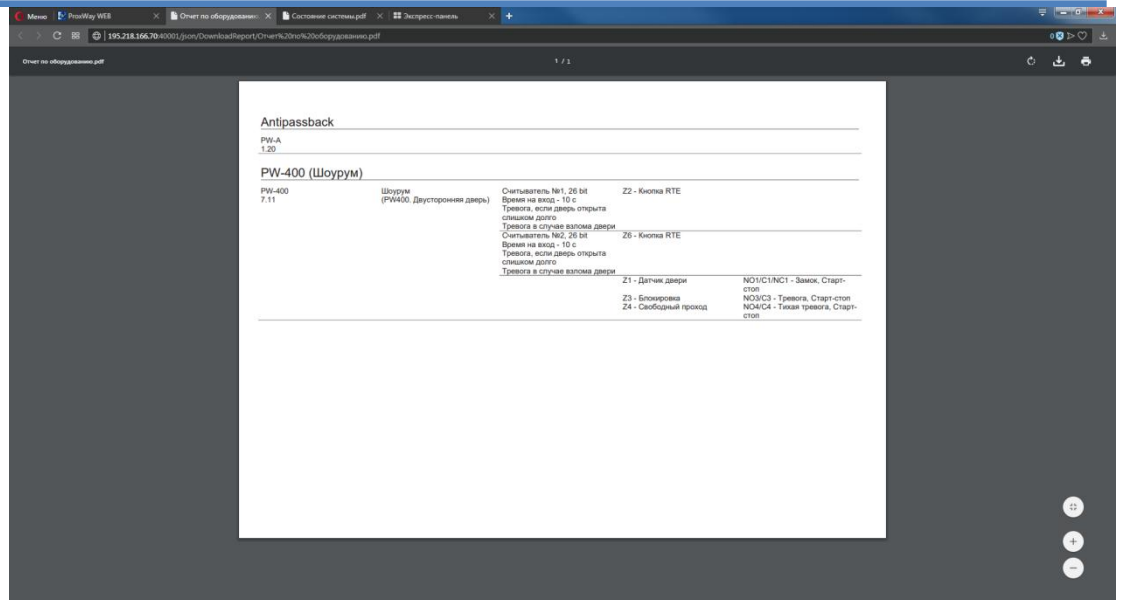 Меню
ProxWay WEB
Отчет по оборудованию
Состояние системы.pdf
Экспресс-панель
195.218.166.70:40001/json/DownloadReport/Отчет%20по%20оборудованию.pdf
Отчет по оборудованию.pdf
1 / 1
Antipassback
PW-A
1.20
PW-400 (Шоурум)
PW-400
7.11
Шоурум
(PW400. Двусторонняя дверь)
Считыватель №1, 26 bit
Время на вход - 10 с
Тревога, если дверь открыта
слишком долго
Тревога в случае взлома двери
Z2 - Кнопка RTE
Считыватель №2, 26 bit
Время на вход - 10 с
Тревога, если дверь открыта
слишком долго
Тревога в случае взлома двери
Z6 - Кнопка RTE
Z1 - Датчик двери
NO1/C1/NC1 - Замок, Старт-
стоп
Z3 - Блокировка
NO3/C3 - Тревога, Старт-стоп
Z4 - Свободный проход
NO4/C4 - Тихая тревога, Старт-
стоп